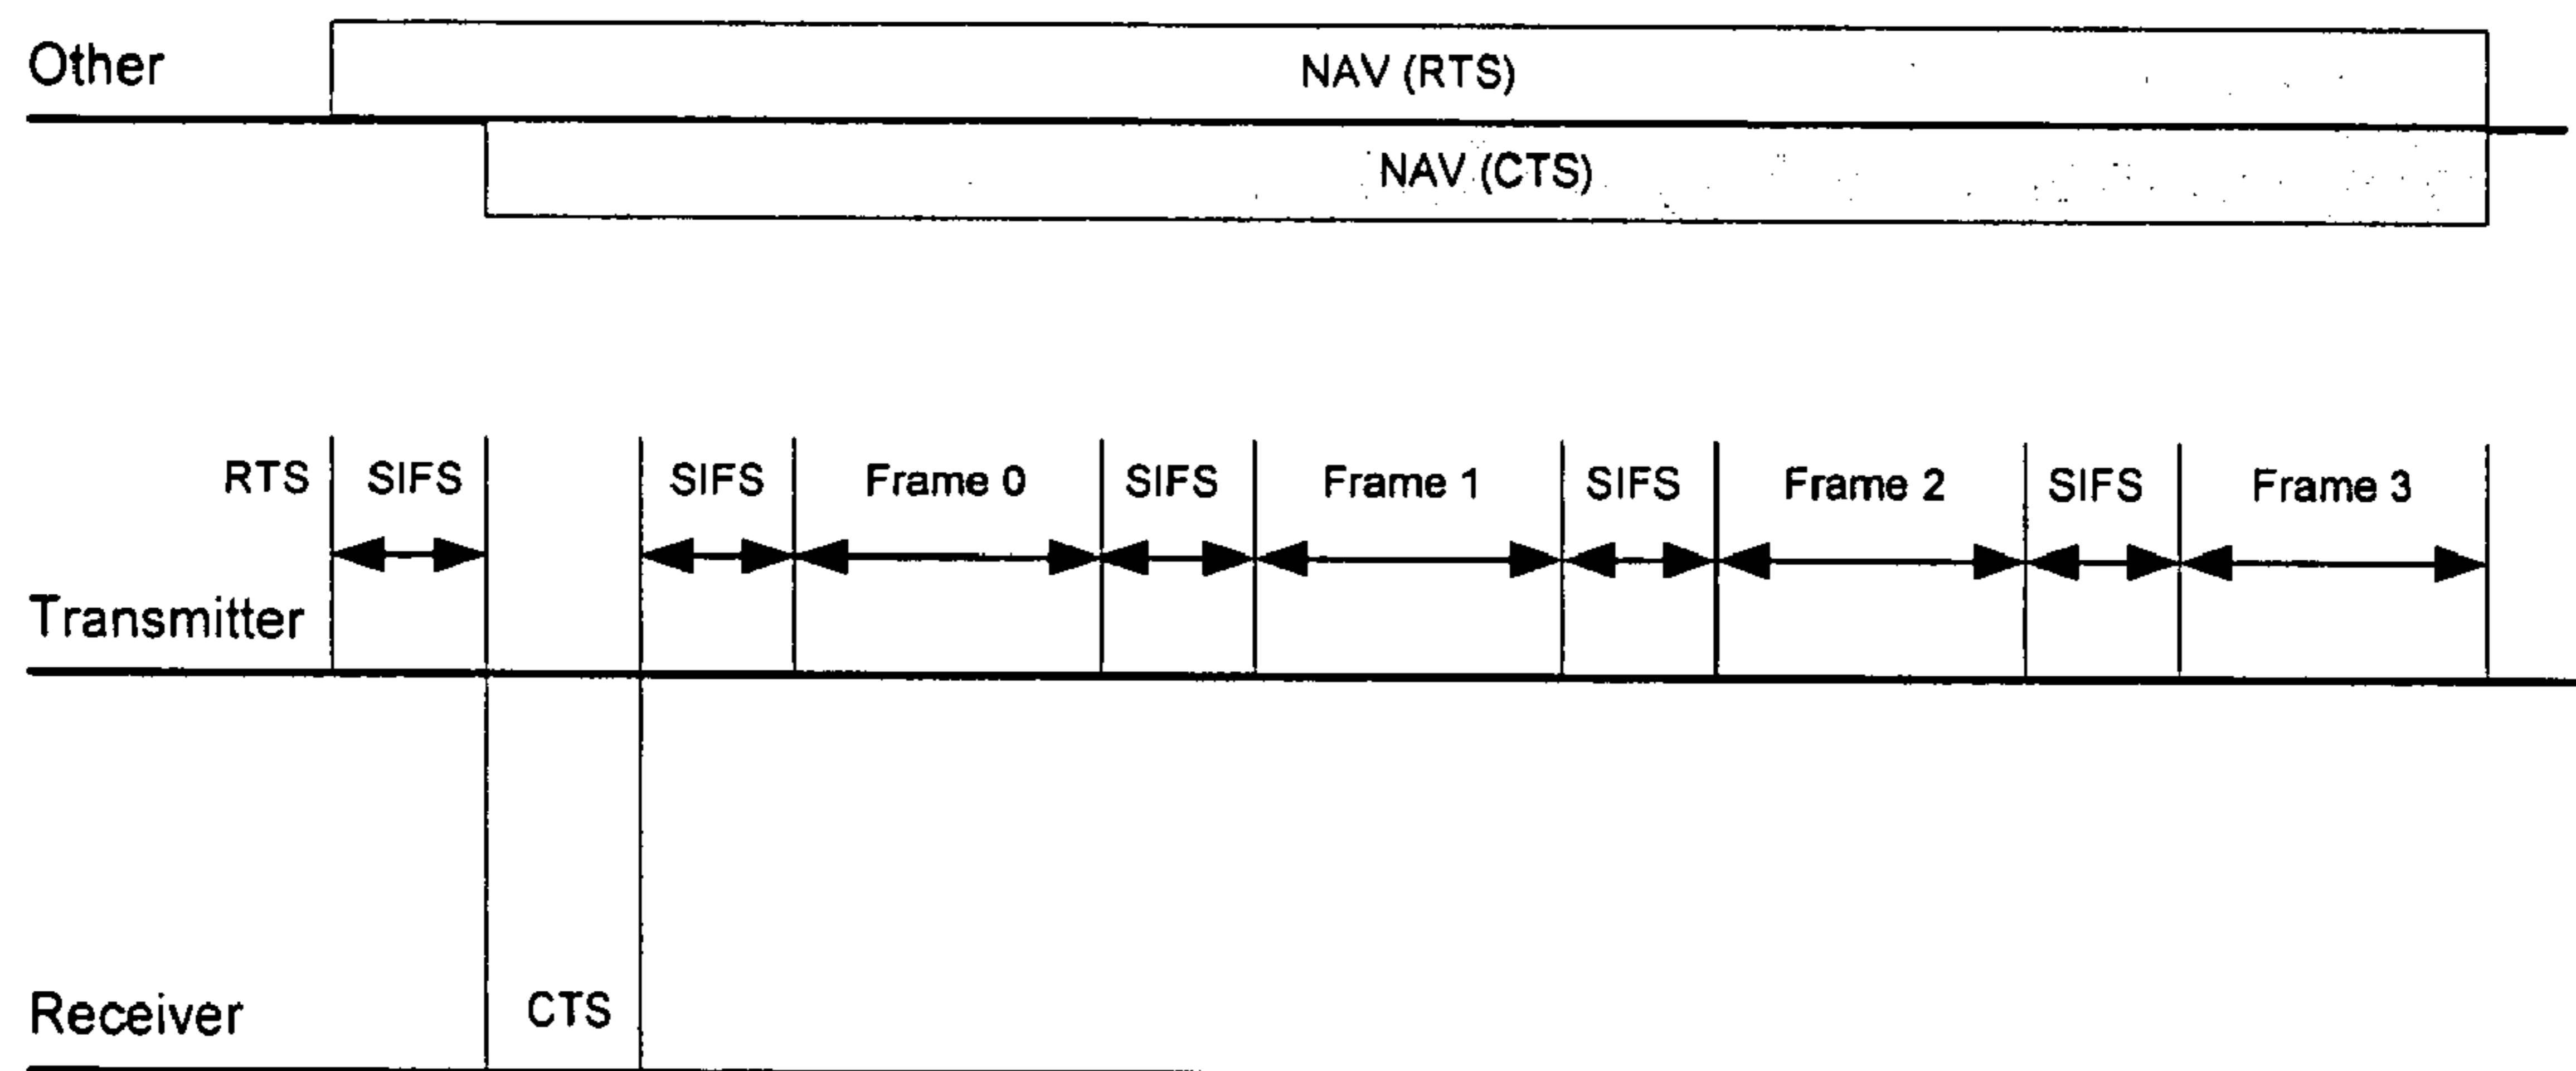 Other
NAV (RTS)
NAV (CTS)
RTS SIFS SIFS Frame 0 SIFS Frame 1 SIFS Frame 2 SIFS Frame 3
Transmitter
Receiver
CTS